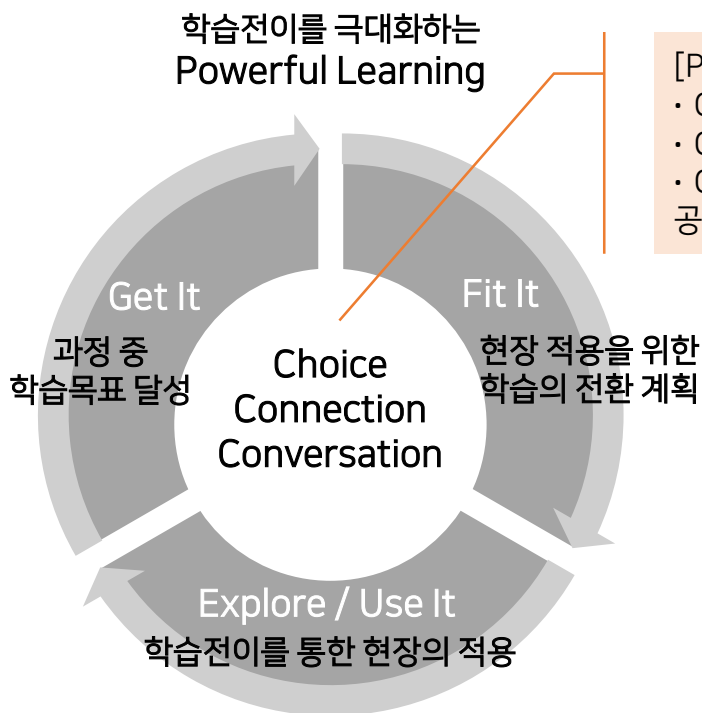 학습전이를 극대화하는
Powerful Learning
Get It
과정 중
학습목표 달성
Fit It
현장 적용을 위한
학습의 전환 계획
Choice
Connection
Conversation
Explore / Use It
학습전이를 통한 현장의 적용
[P
·
·
·
공